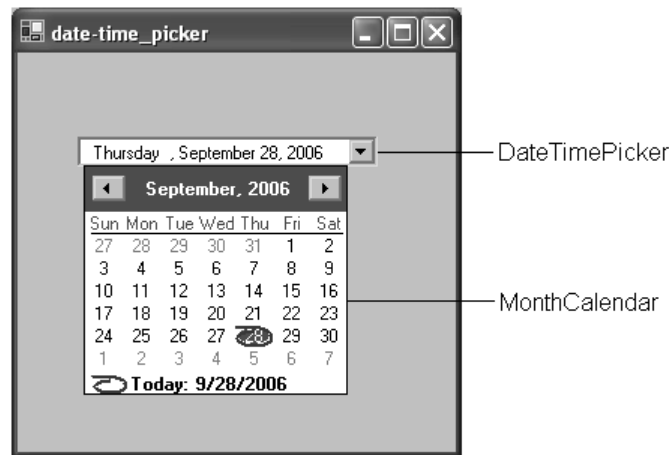 date-time_picker
Thursday , September 28, 2006
DateTimePicker
September, 2006
Sun Mon Tue Wed Thu Fri Sat
27 28 29 30 31 1 2
3 4 5 6 7 8 9
10 11 12 13 14 15 16
17 18 19 20 21 22 23
24 25 26 27 28 29 30
1 2 3 4 5 6 7
Today: 9/28/2006
MonthCalendar